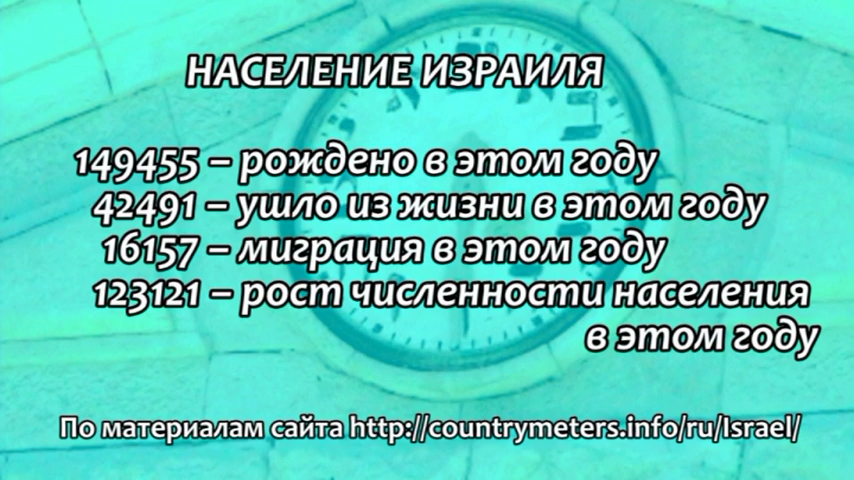 НАСЕЛЕНИЕ ИЗРАИЛЯ
149455 – рождено в этом году
42491 – ушло из жизни в этом году
16157 – миграция в этом году
123121 – рост численности населения
в этом году
По материалам сайта http://countrymeters.info/ru/Israel/